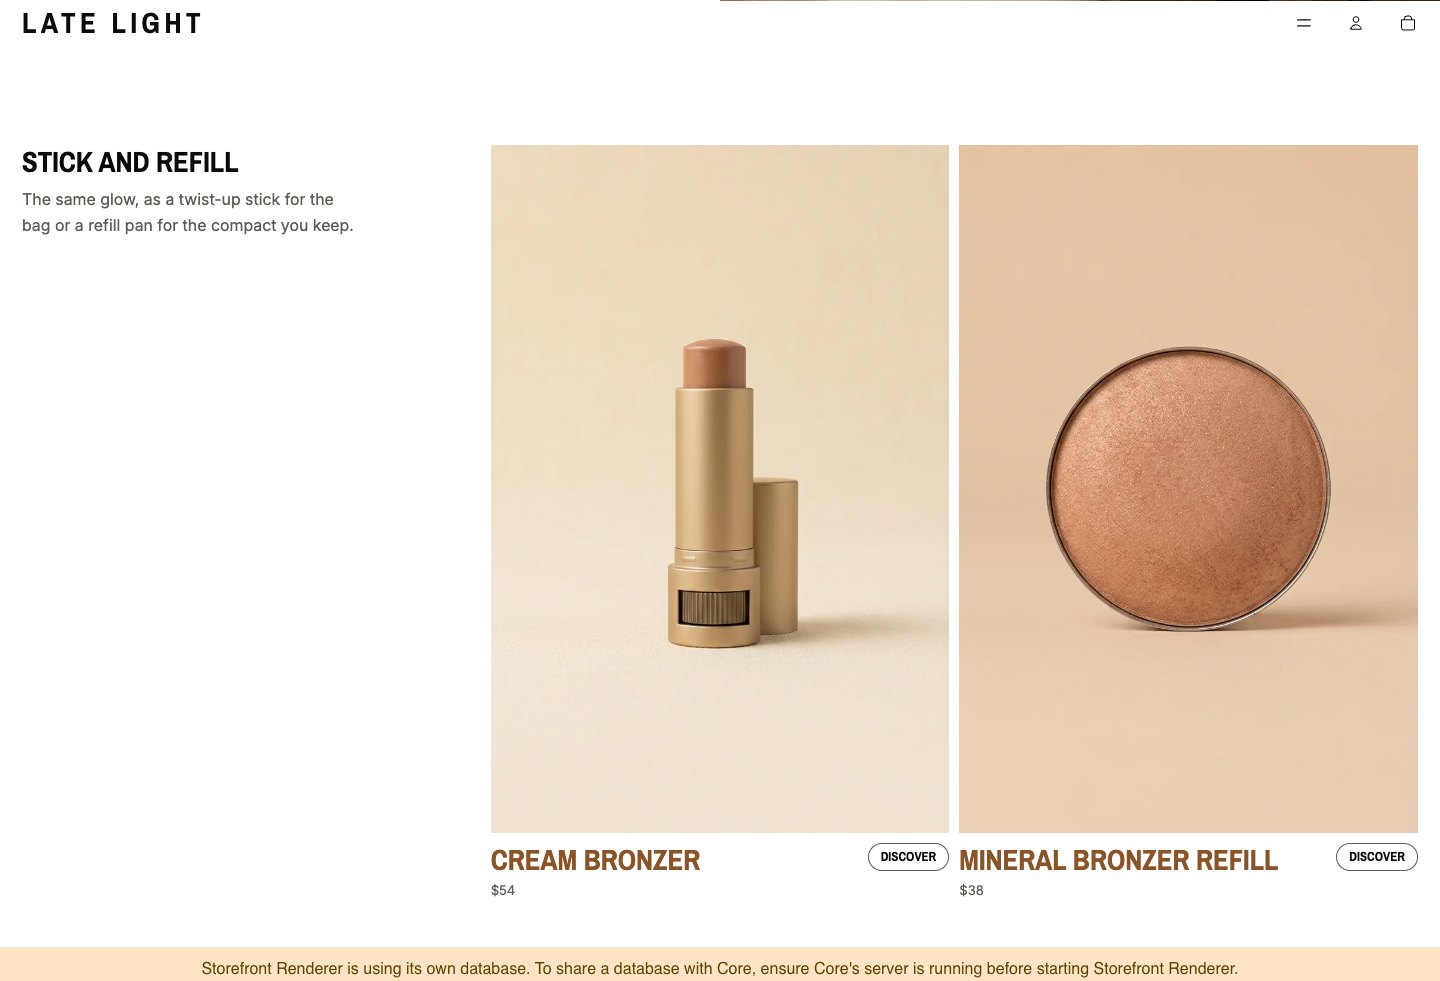 LATE LIGHT
STICK AND REFILL
The same glow, as a twist-up stick for the
bag or a refill pan for the compact you keep.
CREAM BRONZER
DISCOVER
$54
MINERAL BRONZER REFILL
DISCOVER
$38
Storefront Renderer is using its own database. To share a database with Core, ensure Core's server is running before starting Storefront Renderer.